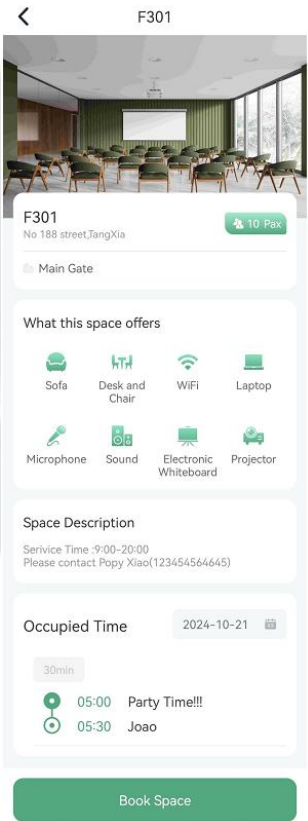 F301
F301
10 Pax
No 188 street,TangXia
Main Gate
What this space offers
Sofa
Desk and
Chair
WiFi
Laptop
Microphone
Sound
Electronic
Whiteboard
Projector
Space Description
Serivice Time :9:00-20:00
Please contact Popy Xiao(123454564645)
Occupied Time
2024-10-21
30min
05:00 Party Time!!!
05:30 Joao
Book Space